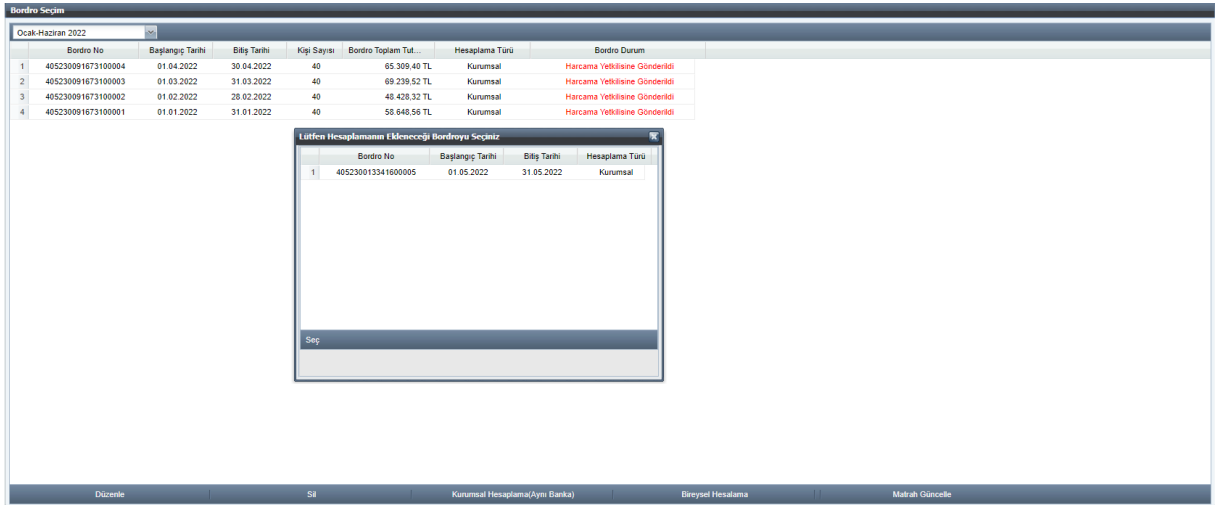 Bordro Seçim
Ocak-Haziran 2022
Bordro No Başlangıç Tarihi Bitiş Tarihi Kişi Sayısı Bordro Toplam Tut... Hesaplama Türü Bordro Durum
1 405230091673100004 01.04.2022 30.04.2022 40 65.309,40 TL Kurumsal Harcama Yetkilisine Gönderildi
2 405230091673100003 01.03.2022 31.03.2022 40 69.239,52 TL Kurumsal Harcama Yetkilisine Gönderildi
3 405230091673100002 01.02.2022 28.02.2022 40 48.428,32 TL Kurumsal Harcama Yetkilisine Gönderildi
4 405230091673100001 01.01.2022 31.01.2022 40 58.648,56 TL Kurumsal Harcama Yetkilisine Gönderildi
Lütfen Hesaplamanın Ekleneceği Bordroyu Seçiniz
Bordro No Başlangıç Tarihi Bitiş Tarihi Hesaplama Türü
1 405230013341600005 01.05.2022 31.05.2022 Kurumsal
Seç
Düzenle Sil Kurumsal Hesaplama(Aynı Banka) Bireysel Hesalama Matrah Güncelle